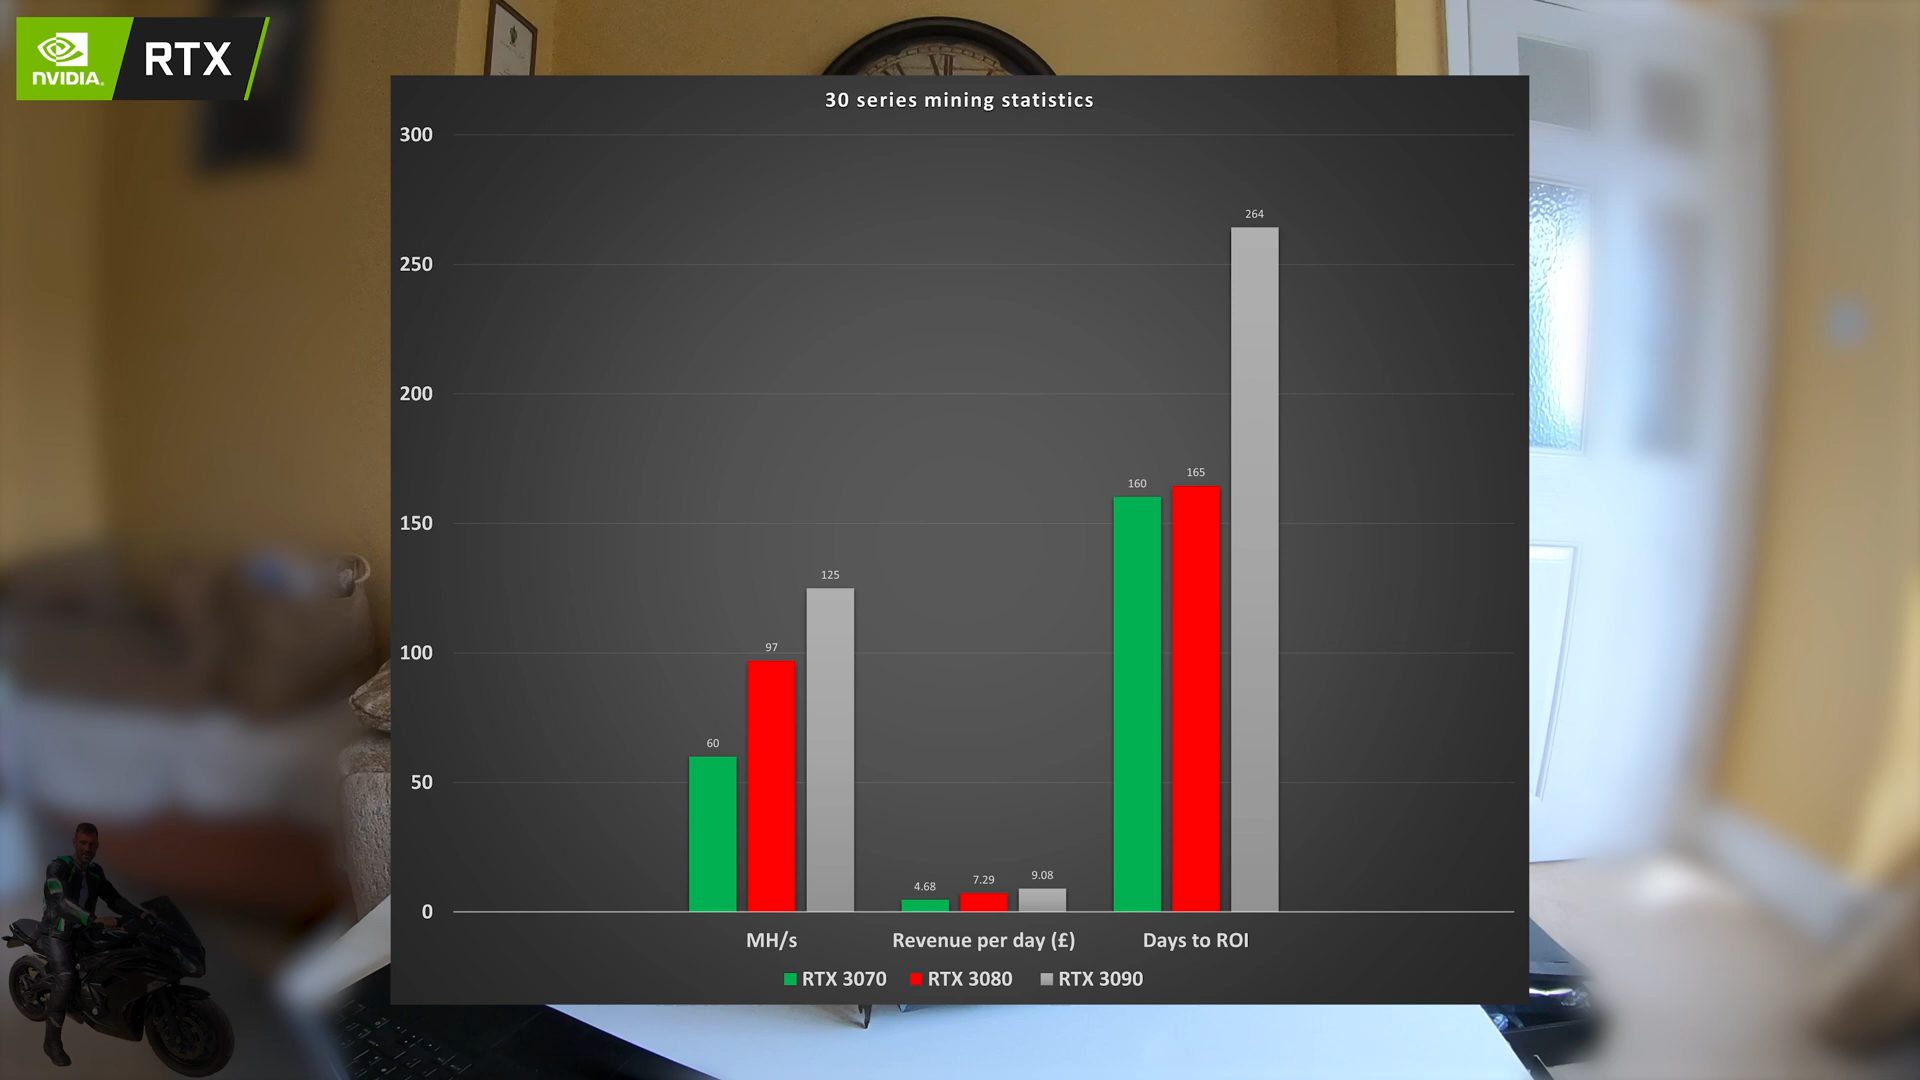 NVIDIA. RTX
30 series mining statistics
300
250
200
150
100
50
0
60
97
125
4.68
7.29
9.08
160
165
264
MH/s
Revenue per day (£)
Days to ROI
RTX 3070
RTX 3080
RTX 3090